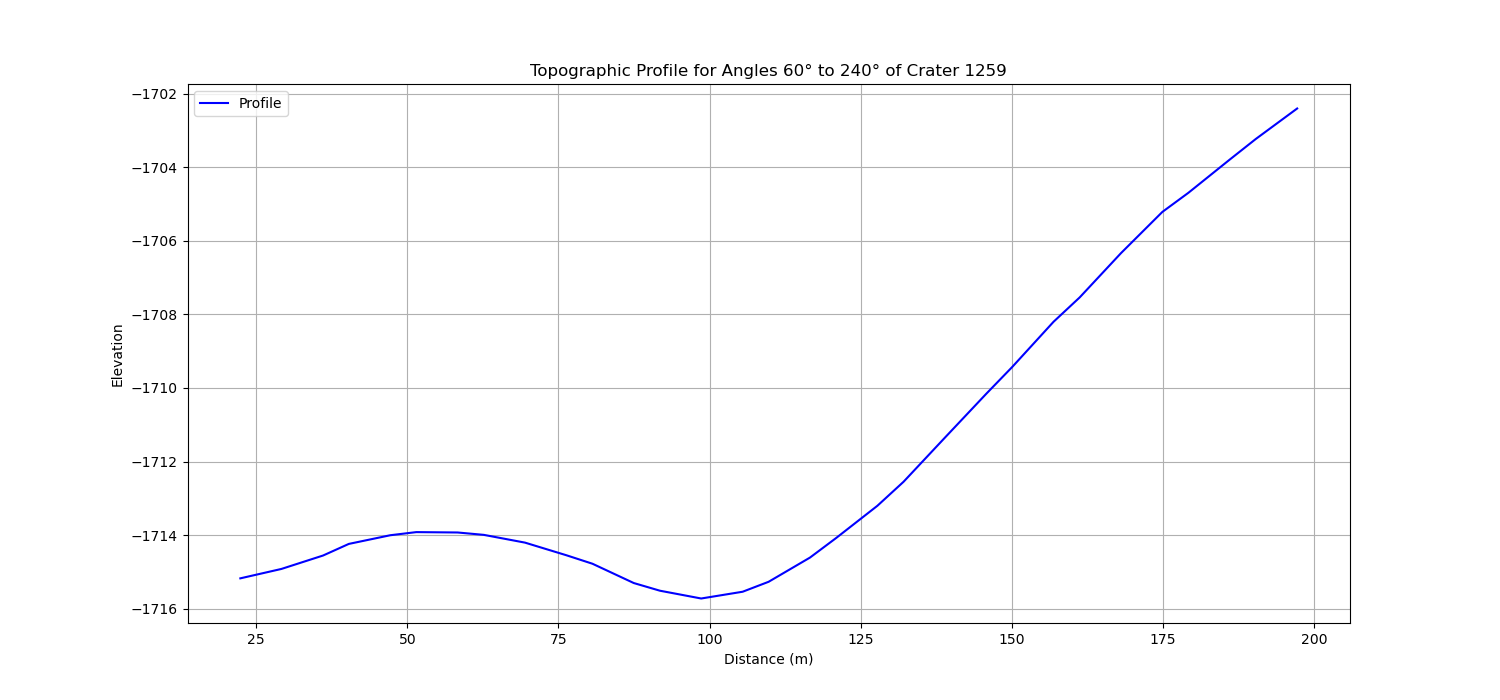 Topographic Profile for Angles 60° to 240° of Crater 1259
Profile
−1702
−1704
−1706
−1708
−1710
−1712
−1714
−1716
Elevation
25 50 75 100 125 150 175 200
Distance (m)